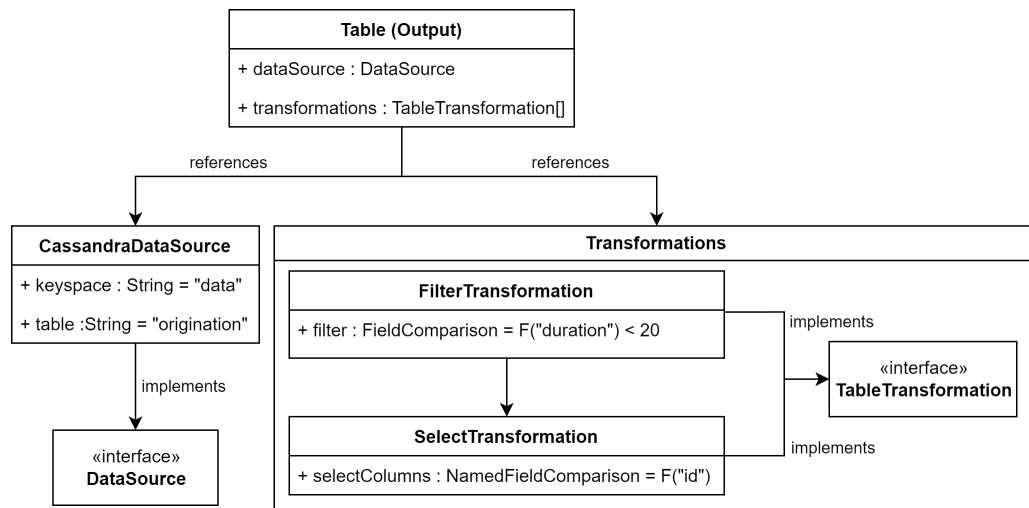 Table (Output)
+ dataSource : DataSource
+ transformations : TableTransformation[]
references
references
CassandraDataSource
+ keyspace : String = "data"
+ table :String = "origination"
implements
«interface»
DataSource
Transformations
FilterTransformation
+ filter : FieldComparison = F("duration") < 20
implements
«interface»
TableTransformation
SelectTransformation
+ selectColumns : NamedFieldComparison = F("id")
implements